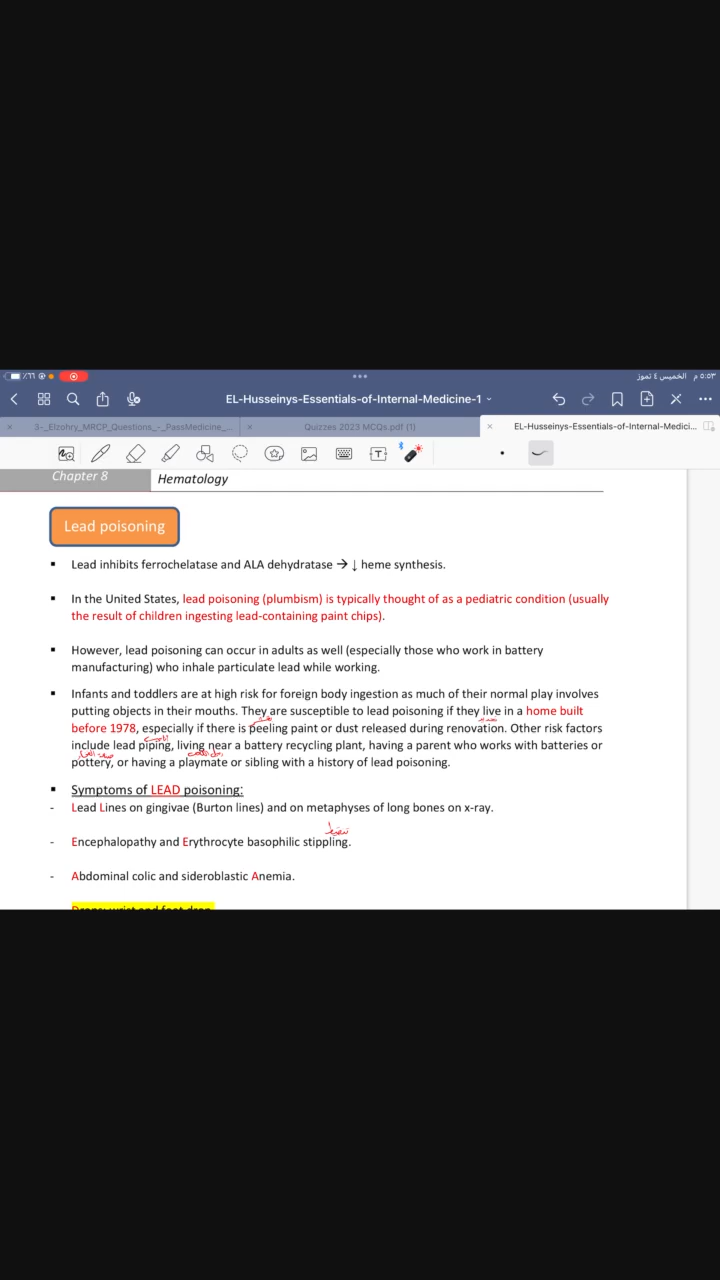 ٪٦٦
٥:٥٣ م الخميس ٤ تموز
EL-Husseinys-Essentials-of-Internal-Medicine-1
3-_Elzohry_MRCP_Questions_-_PassMedicine_...
Quizzes 2023 MCQs.pdf (1)
EL-Husseinys-Essentials-of-Internal-Medici...
Chapter 8
Hematology
Lead poisoning
▪ Lead inhibits ferrochelatase and ALA dehydratase → ↓ heme synthesis.
▪ In the United States, lead poisoning (plumbism) is typically thought of as a pediatric condition (usually
the result of children ingesting lead-containing paint chips).
▪ However, lead poisoning can occur in adults as well (especially those who work in battery
manufacturing) who inhale particulate lead while working.
▪ Infants and toddlers are at high risk for foreign body ingestion as much of their normal play involves
putting objects in their mouths. They are susceptible to lead poisoning if they live in a home built
before 1978, especially if there is peeling paint or dust released during renovation. Other risk factors
include lead piping, living near a battery recycling plant, having a parent who works with batteries or
pottery, or having a playmate or sibling with a history of lead poisoning.
▪ Symptoms of LEAD poisoning:
- Lead Lines on gingivae (Burton lines) and on metaphyses of long bones on x-ray.
- Encephalopathy and Erythrocyte basophilic stippling.
- Abdominal colic and sideroblastic Anemia.
Drops: wrist and foot drop